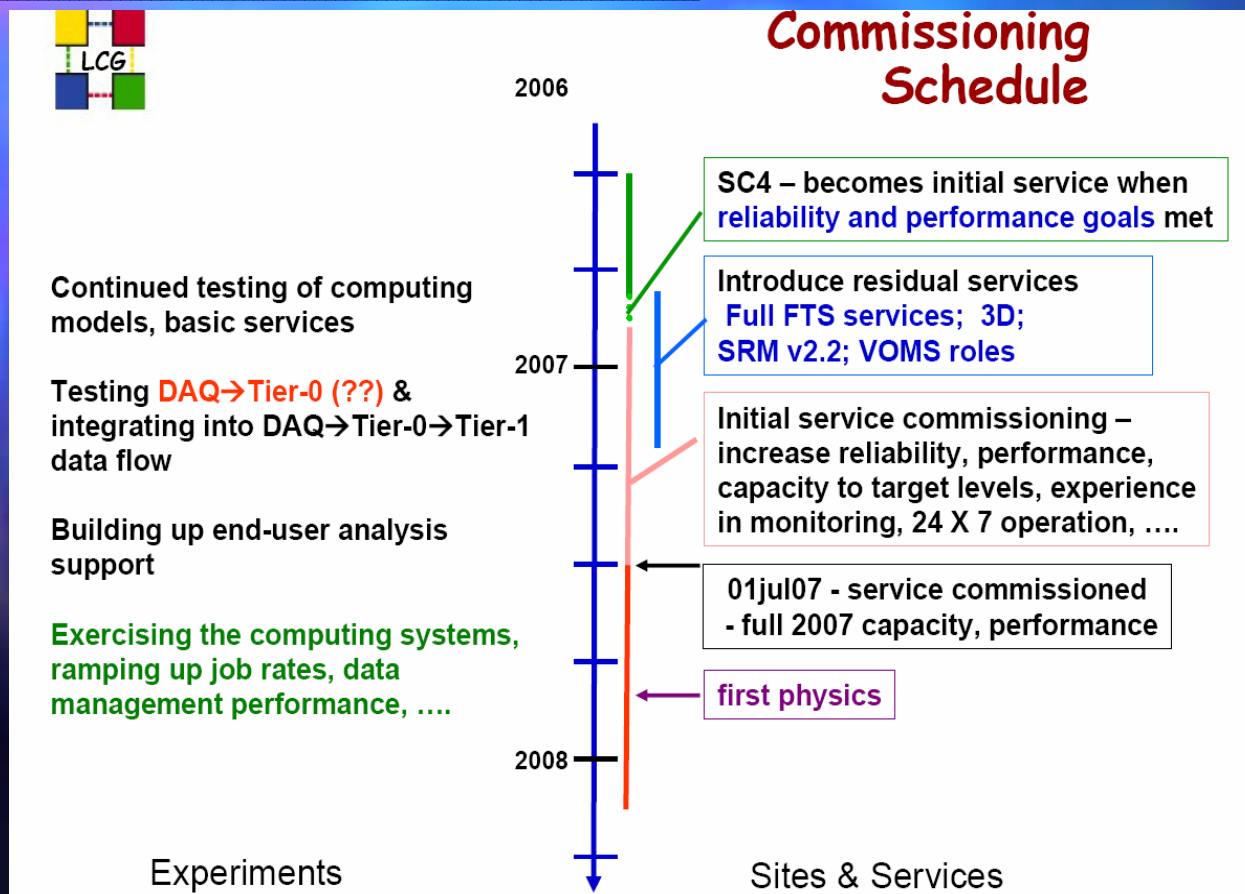 LCG
Commissioning
Schedule
2006
SC4 – becomes initial service when
reliability and performance goals met
Continued testing of computing
models, basic services
Testing DAQ→Tier-0 (??) &
integrating into DAQ→Tier-0→Tier-1
data flow
Building up end-user analysis
support
Exercising the computing systems,
ramping up job rates, data
management performance, ….
Introduce residual services
Full FTS services; 3D;
SRM v2.2; VOMS roles
2007
Initial service commissioning –
increase reliability, performance,
capacity to target levels, experience
in monitoring, 24 X 7 operation, ….
01jul07 - service commissioned
- full 2007 capacity, performance
first physics
2008
Experiments
Sites & Services